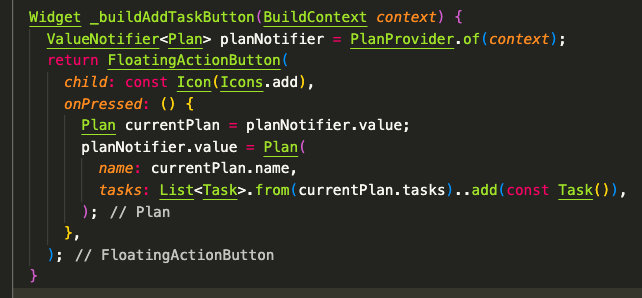 Widget _buildAddTaskButton(BuildContext context) {
  ValueNotifier<Plan> planNotifier = PlanProvider.of(context);
  return FloatingActionButton(
    child: const Icon(Icons.add),
    onPressed: () {
      Plan currentPlan = planNotifier.value;
      planNotifier.value = Plan(
        name: currentPlan.name,
        tasks: List<Task>.from(currentPlan.tasks)..add(const Task()),
      ); // Plan
    },
  ); // FloatingActionButton
}